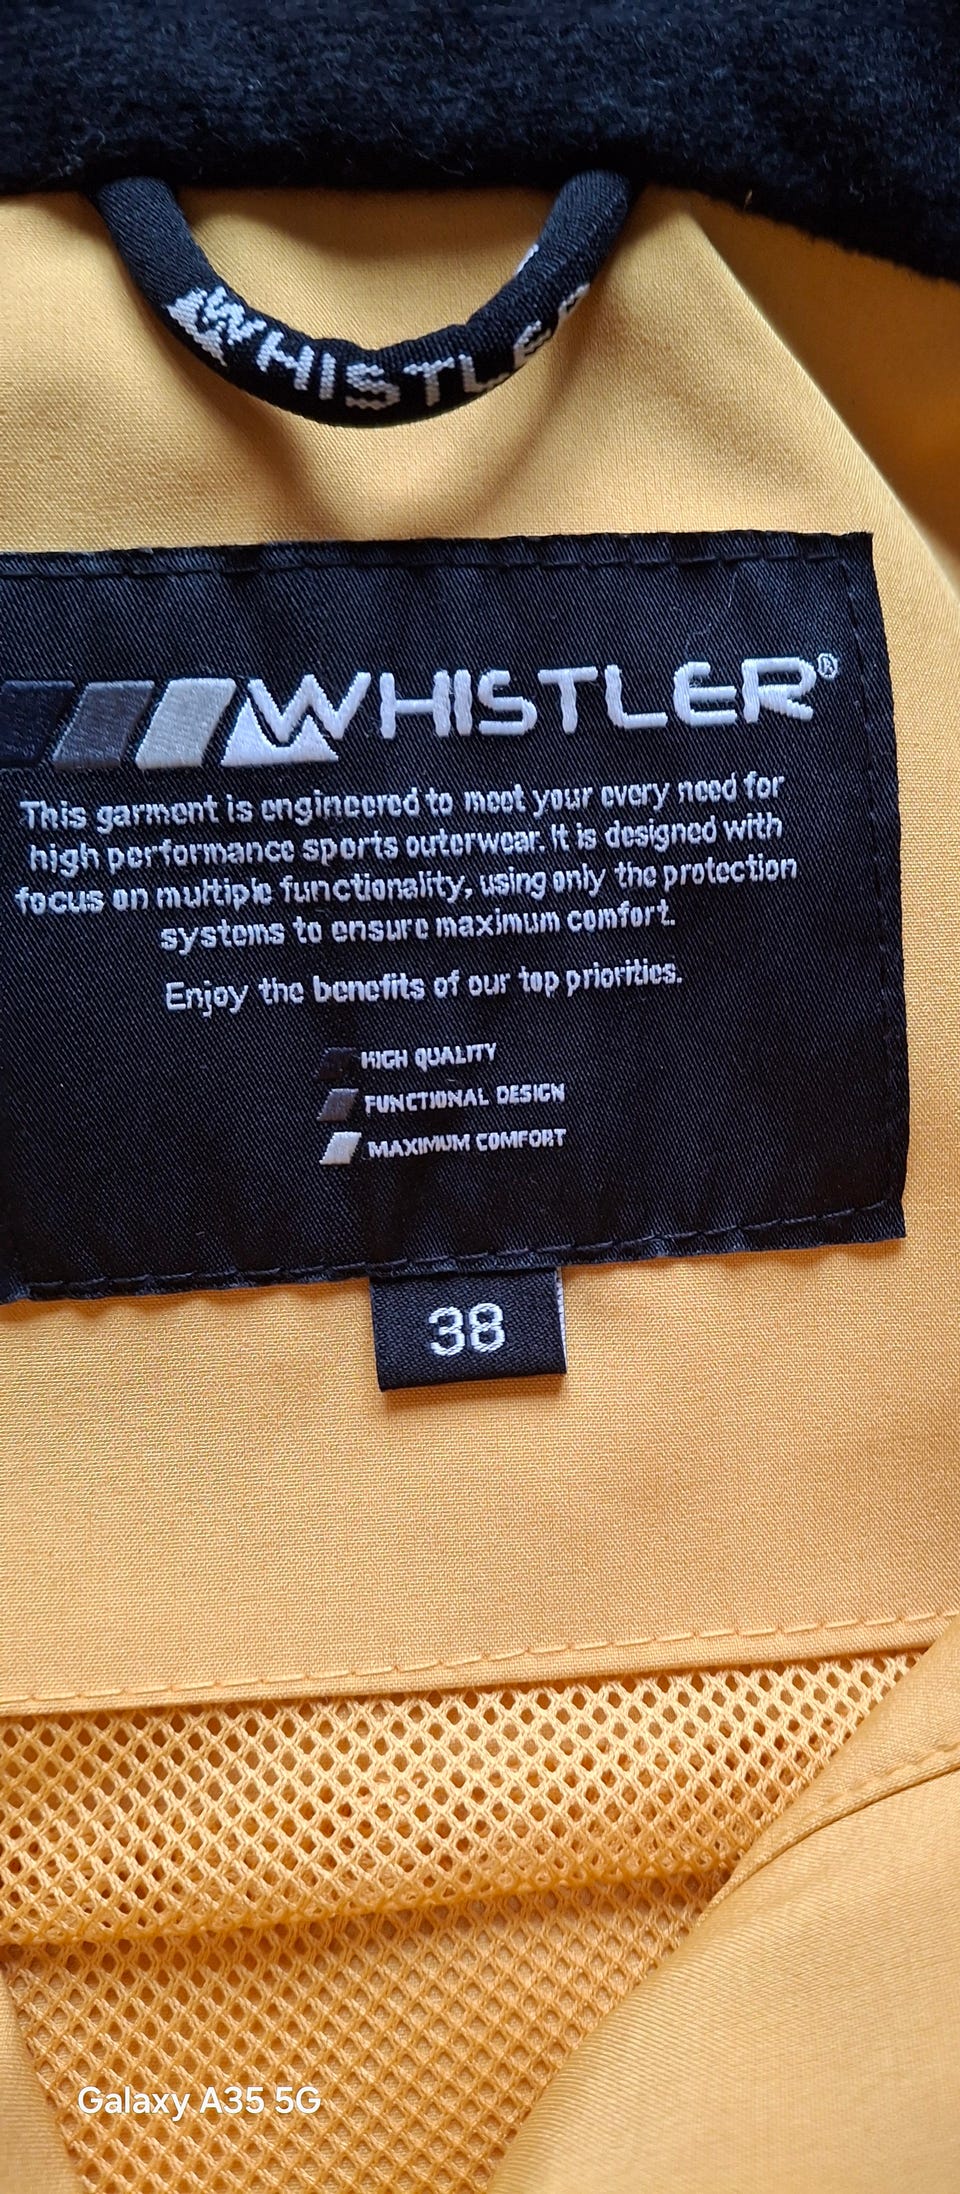 WHISTLER
WHISTLER®
This garment is engineered to meet your every need for
high performance sports outerwear. It is designed with
focus on multiple functionality, using only the protection
systems to ensure maximum comfort.
Enjoy the benefits of our top priorities.
HIGH QUALITY
FUNCTIONAL DESIGN
MAXIMUM COMFORT
38
Galaxy A35 5G